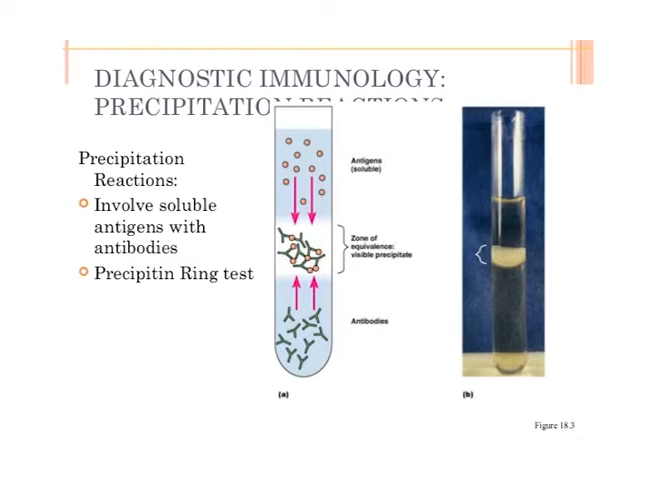 DIAGNOSTIC IMMUNOLOGY:
PRECIPITATION REACTIONS
Precipitation
Reactions:
Involve soluble
antigens with
antibodies
Precipitin Ring test
Antigens
(soluble)
Zone of
equivalence:
visible precipitate
Antibodies
(a)
(b)
Figure 18.3